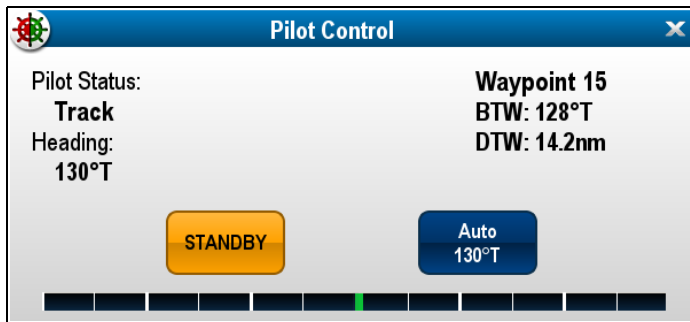 Pilot Control
Pilot Status:
Track
Heading:
130°T
Waypoint 15
BTW: 128°T
DTW: 14.2nm
STANDBY
Auto
130°T